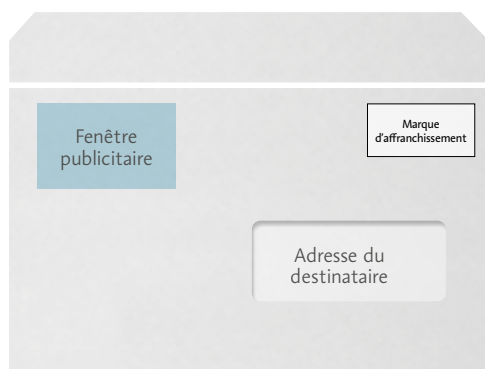 Fenêtre
publicitaire
Marque
d'affranchissement
Adresse du
destinataire